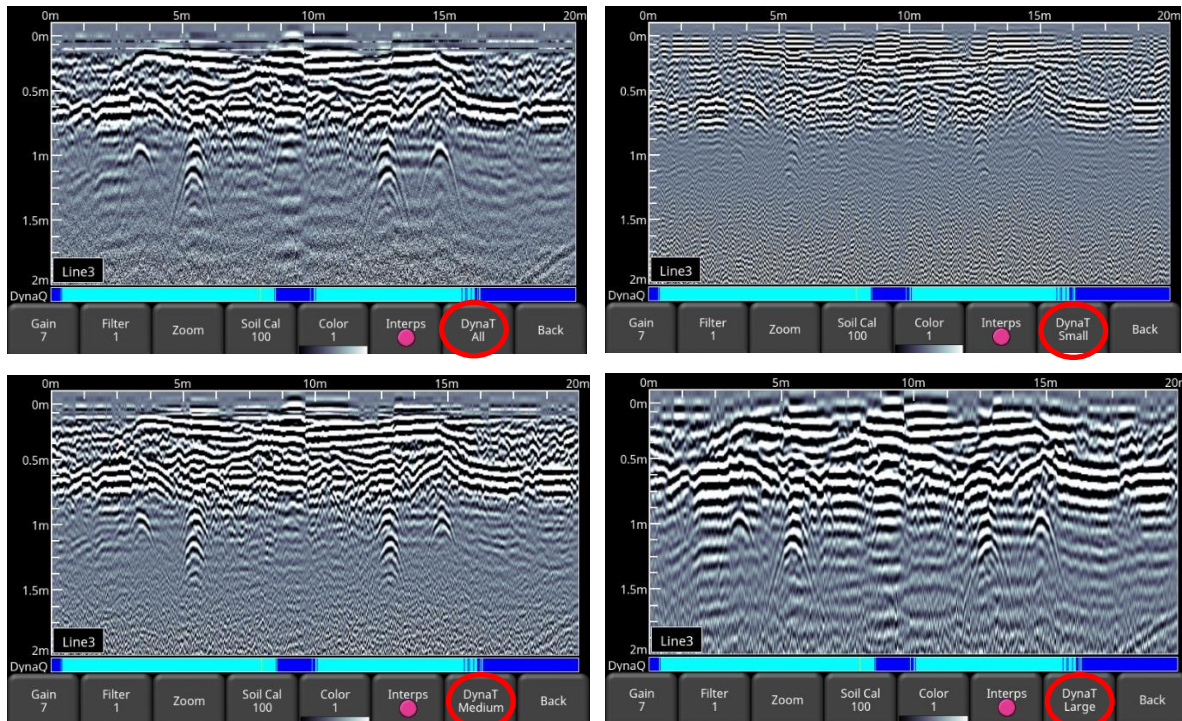 0m 5m 10m 15m 20m
0m
0.5m
1m
1.5m
2m
Line3
DynaQ
Gain 7 Filter 1 Zoom Soil Cal 100 Color 1 Interps DynaT All Back
0m 5m 10m 15m 20m
0m
0.5m
1m
1.5m
2m
Line3
DynaQ
Gain 7 Filter 1 Zoom Soil Cal 100 Color 1 Interps DynaT Small Back
0m 5m 10m 15m 20m
0m
0.5m
1m
1.5m
2m
Line3
DynaQ
Gain 7 Filter 1 Zoom Soil Cal 100 Color 1 Interps DynaT Medium Back
0m 5m 10m 15m 20m
0m
0.5m
1m
1.5m
2m
Line3
DynaQ
Gain 7 Filter 1 Zoom Soil Cal 100 Color 1 Interps DynaT Large Back